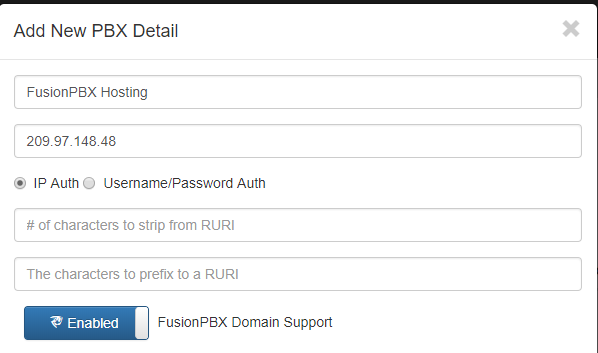 Add New PBX Detail
FusionPBX Hosting
209.97.148.48
IP Auth Username/Password Auth
# of characters to strip from RURI
The characters to prefix to a RURI
Enabled FusionPBX Domain Support